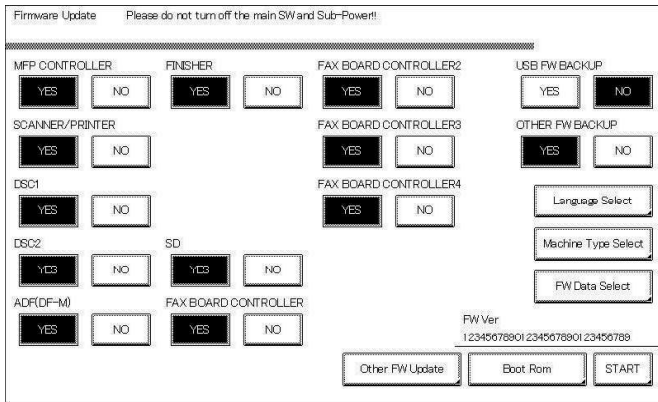 Firmware Update Please do not turn off the main SW and Sub-Power!!
MFP CONTROLLER FINISHER FAX BOARD CONTROLLER2 USB FW BACKUP
YES NO YES NO YES NO YES NO
SCANNER/PRINTER FAX BOARD CONTROLLER3 OTHER FW BACKUP
YES NO YES NO YES NO
DSC1 FAX BOARD CONTROLLER4
YES NO YES NO Language Select
DSC2 SD Machine Type Select
YES NO YES NO
FW Data Select
ADF(DF-M) FAX BOARD CONTROLLER
YES NO YES NO
FW Ver
12345678901234567890123456789
Other FW Update Boot Rom START